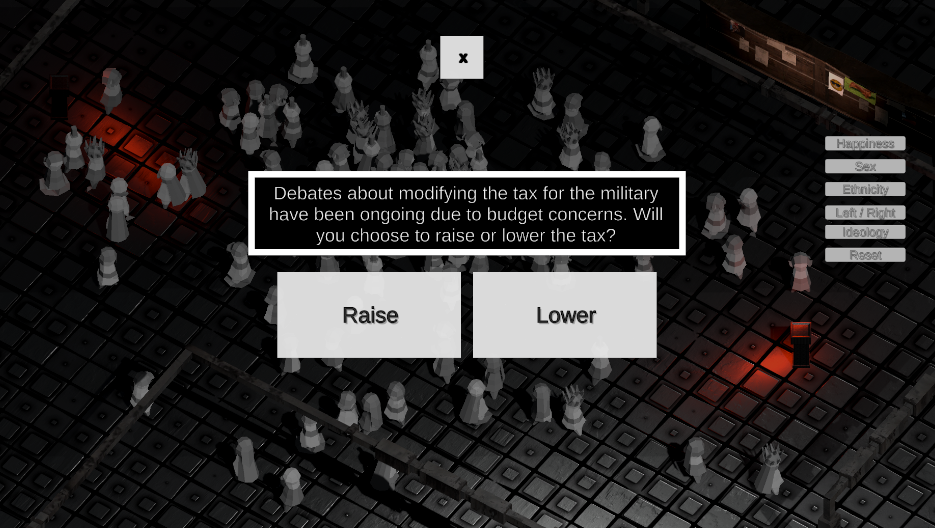 x
Debates about modifying the tax for the military
have been ongoing due to budget concerns. Will
you choose to raise or lower the tax?
Raise
Lower
Happiness
Sex
Ethnicity
Left / Right
Ideology
Reset